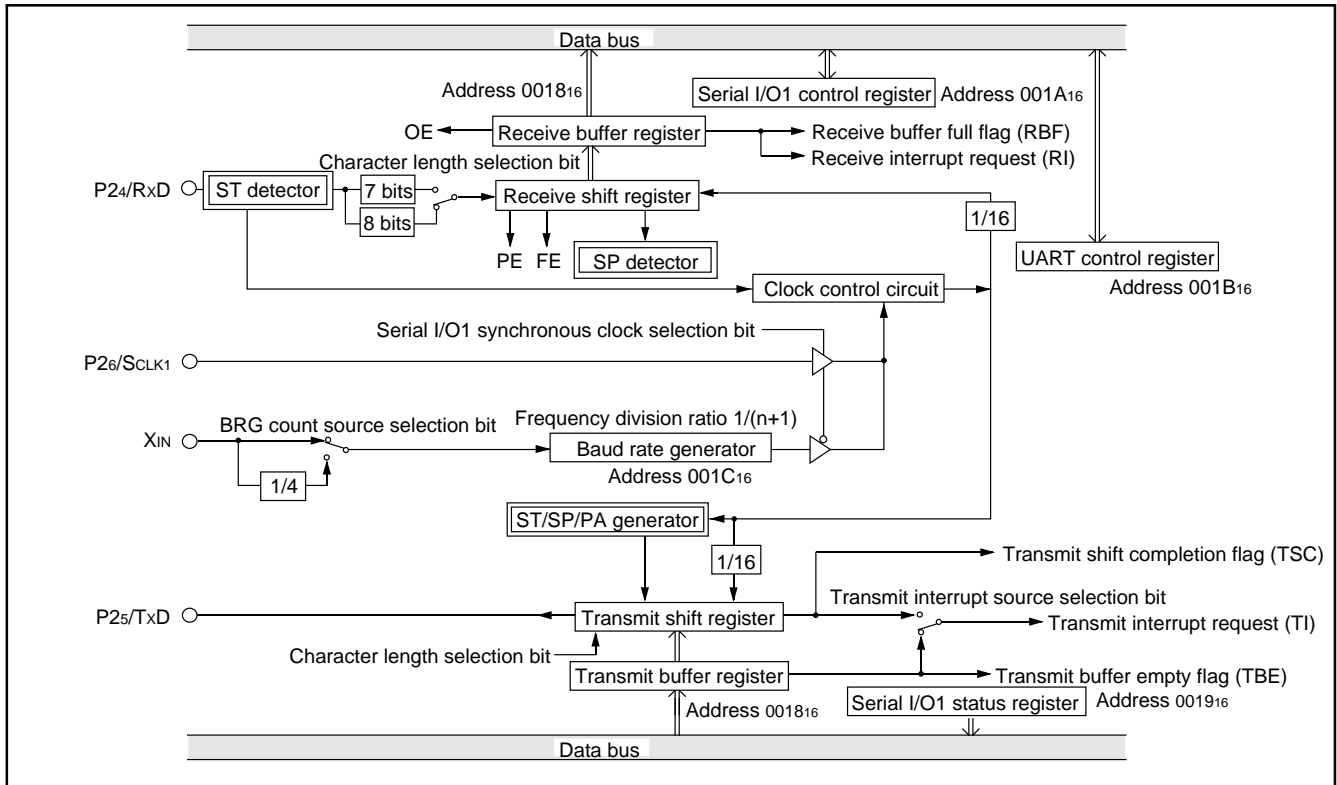 Data bus
Address 001816
Serial I/O1 control register
Address 001A16
OE
Receive buffer register
Receive buffer full flag (RBF)
Receive interrupt request (RI)
Character length selection bit
P24/RXD
ST detector
7 bits
8 bits
Receive shift register
1/16
PE
FE
SP detector
UART control register
Address 001B16
Clock control circuit
Serial I/O1 synchronous clock selection bit
P26/SCLK1
XIN
BRG count source selection bit
1/4
Frequency division ratio 1/(n+1)
Baud rate generator
Address 001C16
ST/SP/PA generator
1/16
Transmit shift completion flag (TSC)
P25/TXD
Transmit shift register
Transmit interrupt source selection bit
Transmit interrupt request (TI)
Character length selection bit
Transmit buffer register
Transmit buffer empty flag (TBE)
Address 001816
Serial I/O1 status register
Address 001916
Data bus